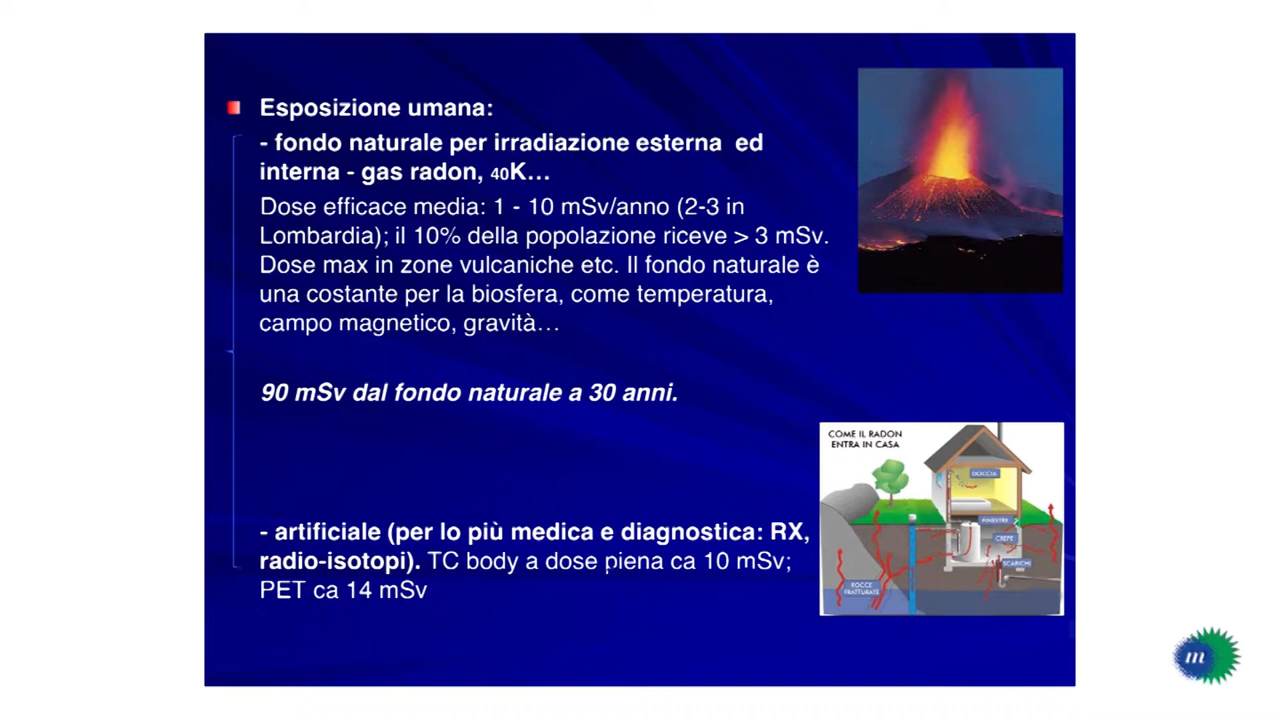 Esposizione umana:
- fondo naturale per irradiazione esterna ed
interna - gas radon, 40K…
Dose efficace media: 1 - 10 mSv/anno (2-3 in
Lombardia); il 10% della popolazione riceve > 3 mSv.
Dose max in zone vulcaniche etc. Il fondo naturale è
una costante per la biosfera, come temperatura,
campo magnetico, gravità…
90 mSv dal fondo naturale a 30 anni.
- artificiale (per lo più medica e diagnostica: RX,
radio-isotopi). TC body a dose piena ca 10 mSv;
PET ca 14 mSv
COME IL RADON
ENTRA IN CASA
DOCCIA
FINESTRE
CREPE
SCARICHI
ROCCE
FRATTURATE
m